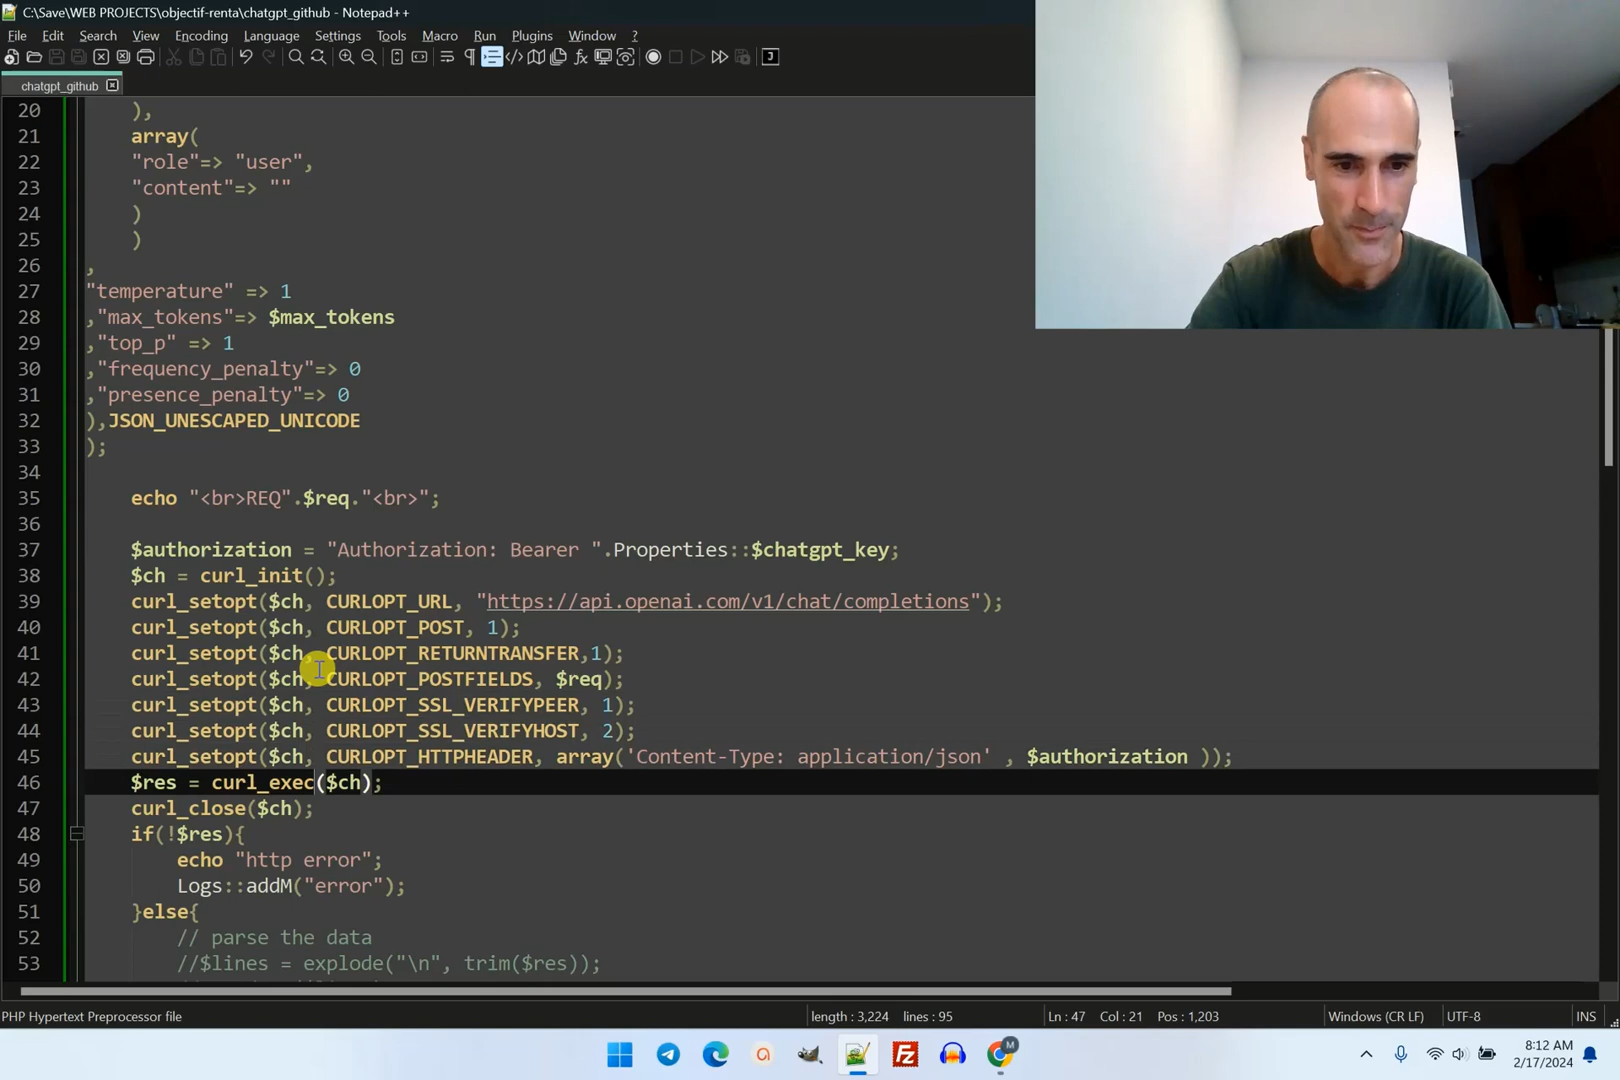 C:\Save\WEB PROJECTS\objectif-renta\chatgpt_github - Notepad++
File Edit Search View Encoding Language Settings Tools Macro Run Plugins Window ?
chatgpt_github
20 ),
21 array(
22 "role"=> "user",
23 "content"=> ""
24 )
25 )
26 ,
27 "temperature" => 1
28 ,"max_tokens"=> $max_tokens
29 ,"top_p" => 1
30 ,"frequency_penalty"=> 0
31 ,"presence_penalty"=> 0
32 ),JSON_UNESCAPED_UNICODE
33 );
34
35 echo "<br>REQ".$req."<br>";
36
37 $authorization = "Authorization: Bearer ".Properties::$chatgpt_key;
38 $ch = curl_init();
39 curl_setopt($ch, CURLOPT_URL, "https://api.openai.com/v1/chat/completions");
40 curl_setopt($ch, CURLOPT_POST, 1);
41 curl_setopt($ch, CURLOPT_RETURNTRANSFER,1);
42 curl_setopt($ch, CURLOPT_POSTFIELDS, $req);
43 curl_setopt($ch, CURLOPT_SSL_VERIFYPEER, 1);
44 curl_setopt($ch, CURLOPT_SSL_VERIFYHOST, 2);
45 curl_setopt($ch, CURLOPT_HTTPHEADER, array('Content-Type: application/json' , $authorization ));
46 $res = curl_exec($ch);
47 curl_close($ch);
48 if(!$res){
49 echo "http error";
50 Logs::addM("error");
51 }else{
52 // parse the data
53 //$lines = explode("\n", trim($res));
PHP Hypertext Preprocessor file length : 3,224 lines : 95 Ln : 47 Col : 21 Pos : 1,203 Windows (CR LF) UTF-8 INS
8:12 AM
2/17/2024